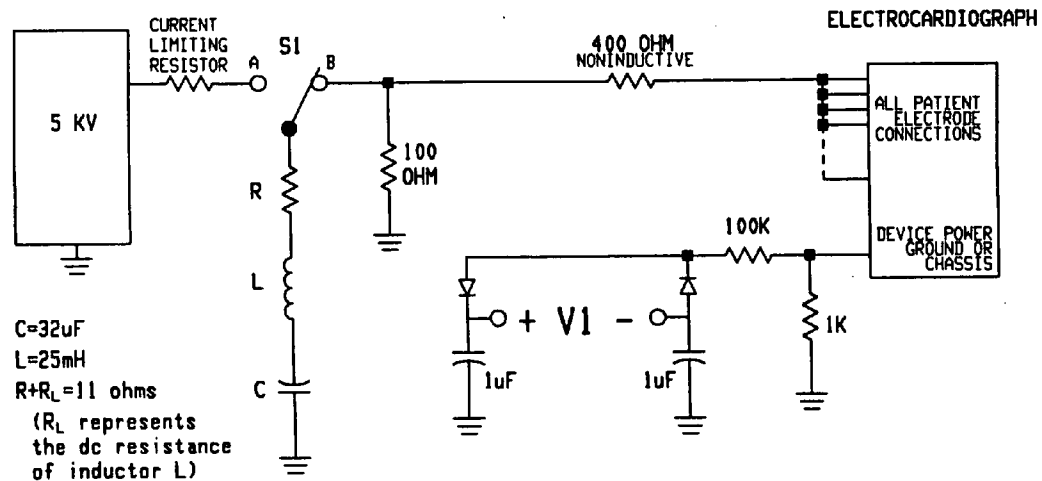 ELECTROCARDIOGRAPH
CURRENT
LIMITING
RESISTOR
S1
A
B
400 OHM
NONINDUCTIVE
5 KV
ALL PATIENT
ELECTRODE
CONNECTIONS
100
OHM
R
L
C
100K
DEVICE POWER
GROUND OR
CHASSIS
+ V1 -
1K
1uF
1uF
C=32uF
L=25mH
R+RL=11 ohms
(RL represents
the dc resistance
of inductor L)